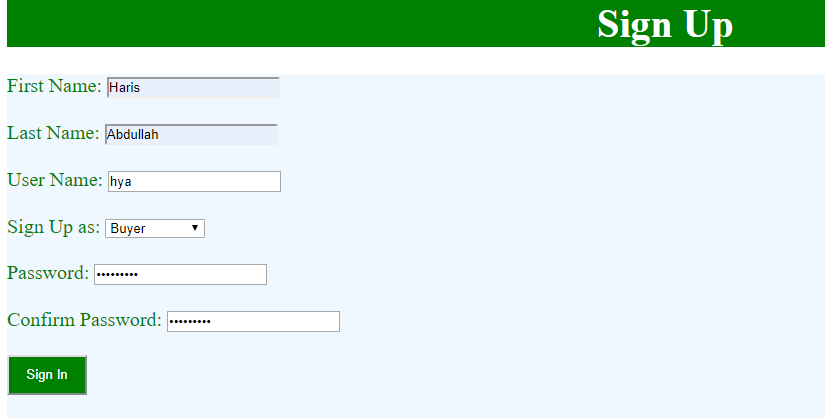 Sign Up
First Name: Haris
Last Name: Abdullah
User Name: hya
Sign Up as: Buyer
Password: •••••••••
Confirm Password: •••••••••
Sign In